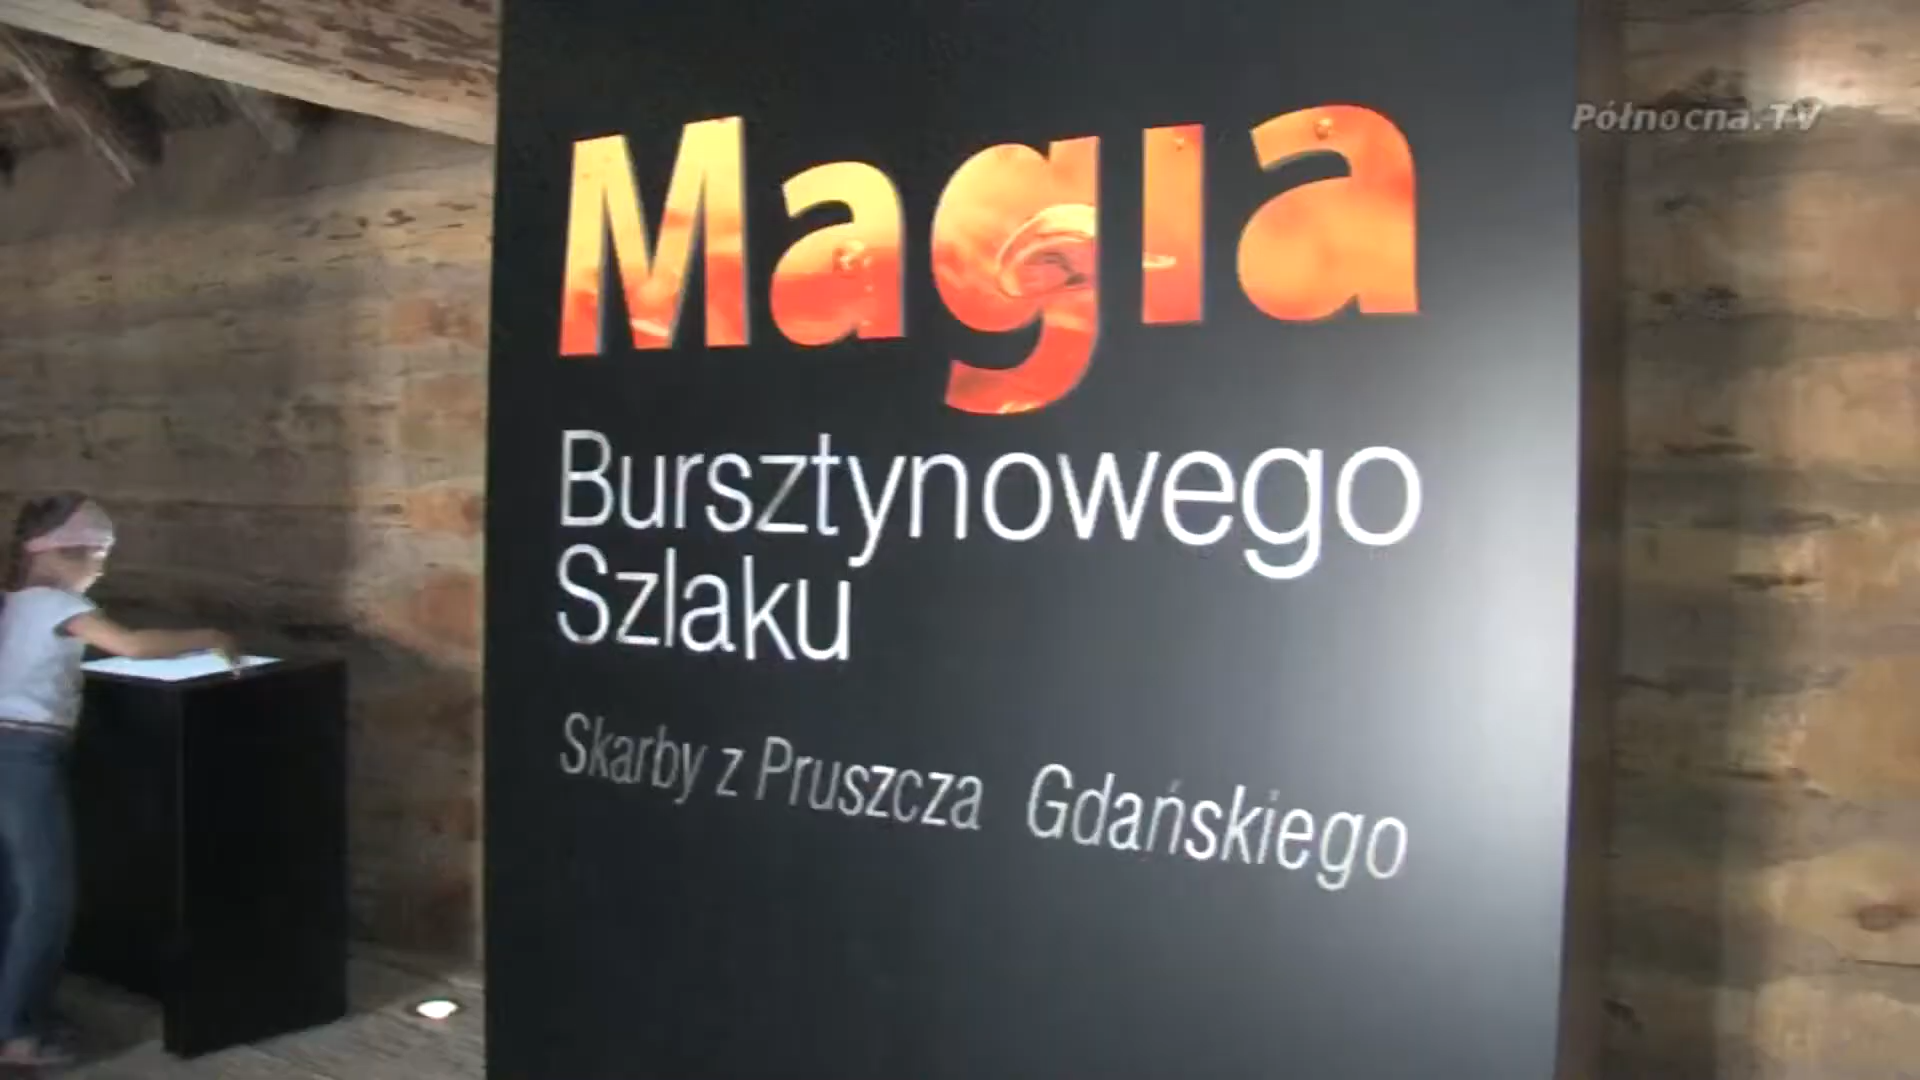 Północna.TV
Magia
Bursztynowego
Szlaku
Skarby z Pruszcza Gdańskiego